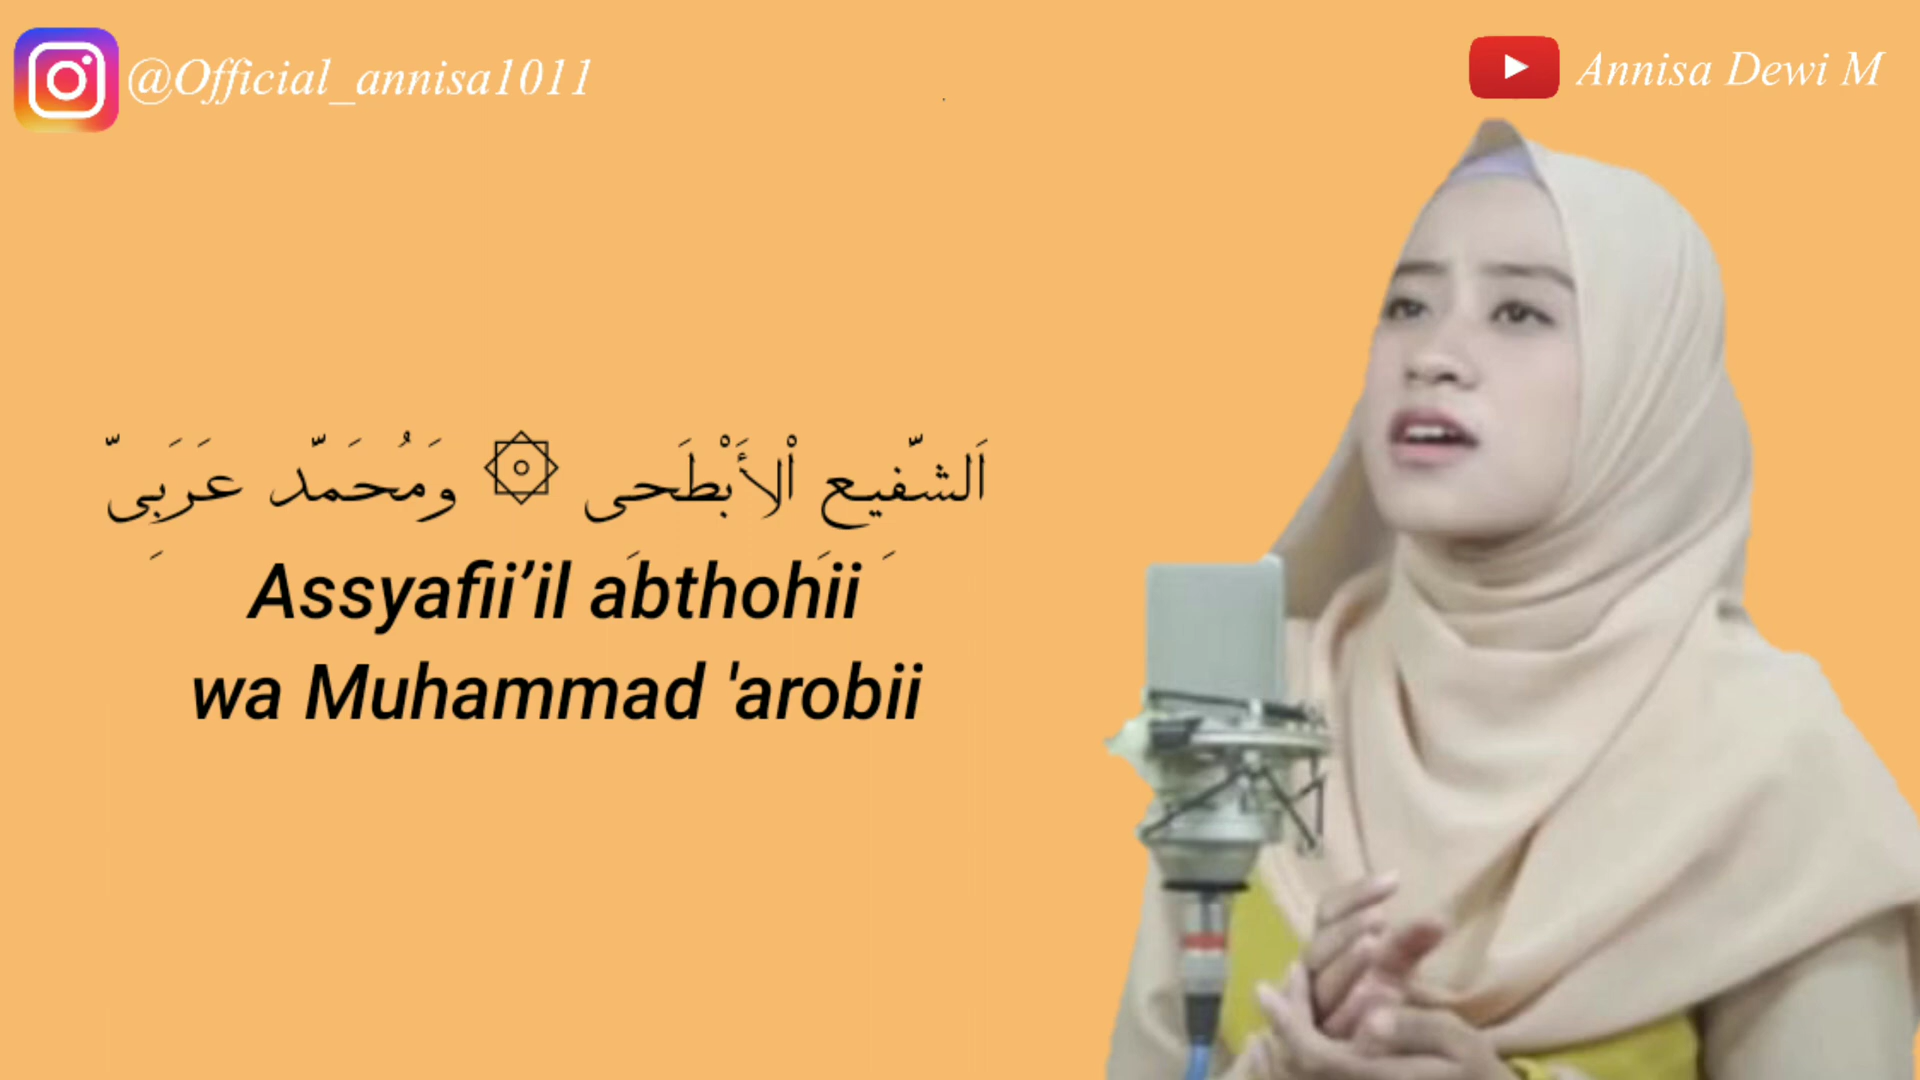 @Official_annisa1011
Annisa Dewi M
اَلشَّفِيعِ اْلأَبْطَحِى ۞ وَمُحَمَّد عَرَبِىّ
Assyafii’il abthohii
wa Muhammad 'arobii